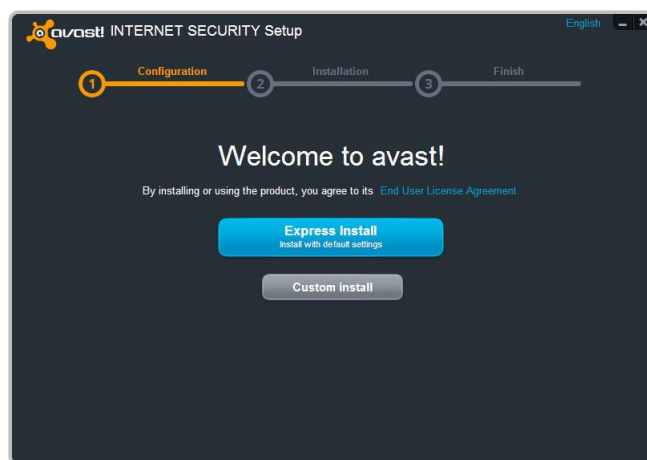 avast! INTERNET SECURITY Setup
English
Configuration
Installation
Finish
1
2
3
Welcome to avast!
By installing or using the product, you agree to its End User License Agreement
Express Install
Install with default settings
Custom install